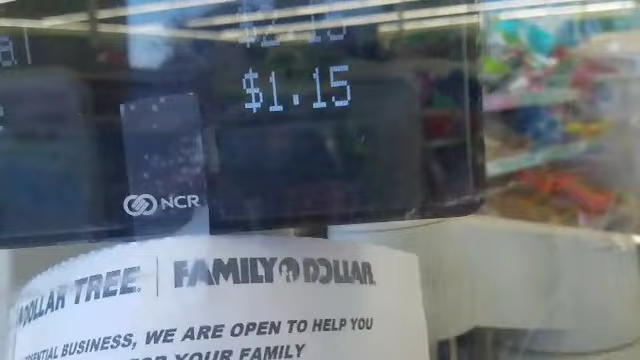 $1.15
NCR
DOLLAR TREE. FAMILY DOLLAR.
BUSINESS, WE ARE OPEN TO HELP YOU
YOUR FAMILY